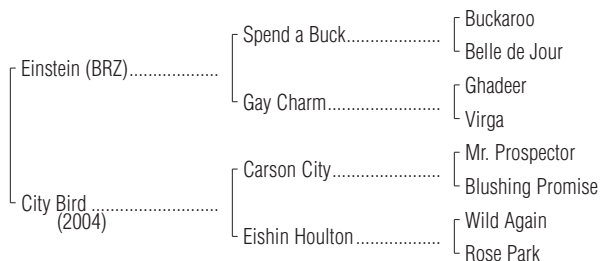 Buckaroo
Spend a Buck....................
Belle de Jour
Einstein (BRZ)...................
Ghadeer
Gay Charm........................
Virga
Mr. Prospector
Carson City.......................
Blushing Promise
City Bird ...........................
(2004)
Wild Again
Eishin Houlton..................
Rose Park